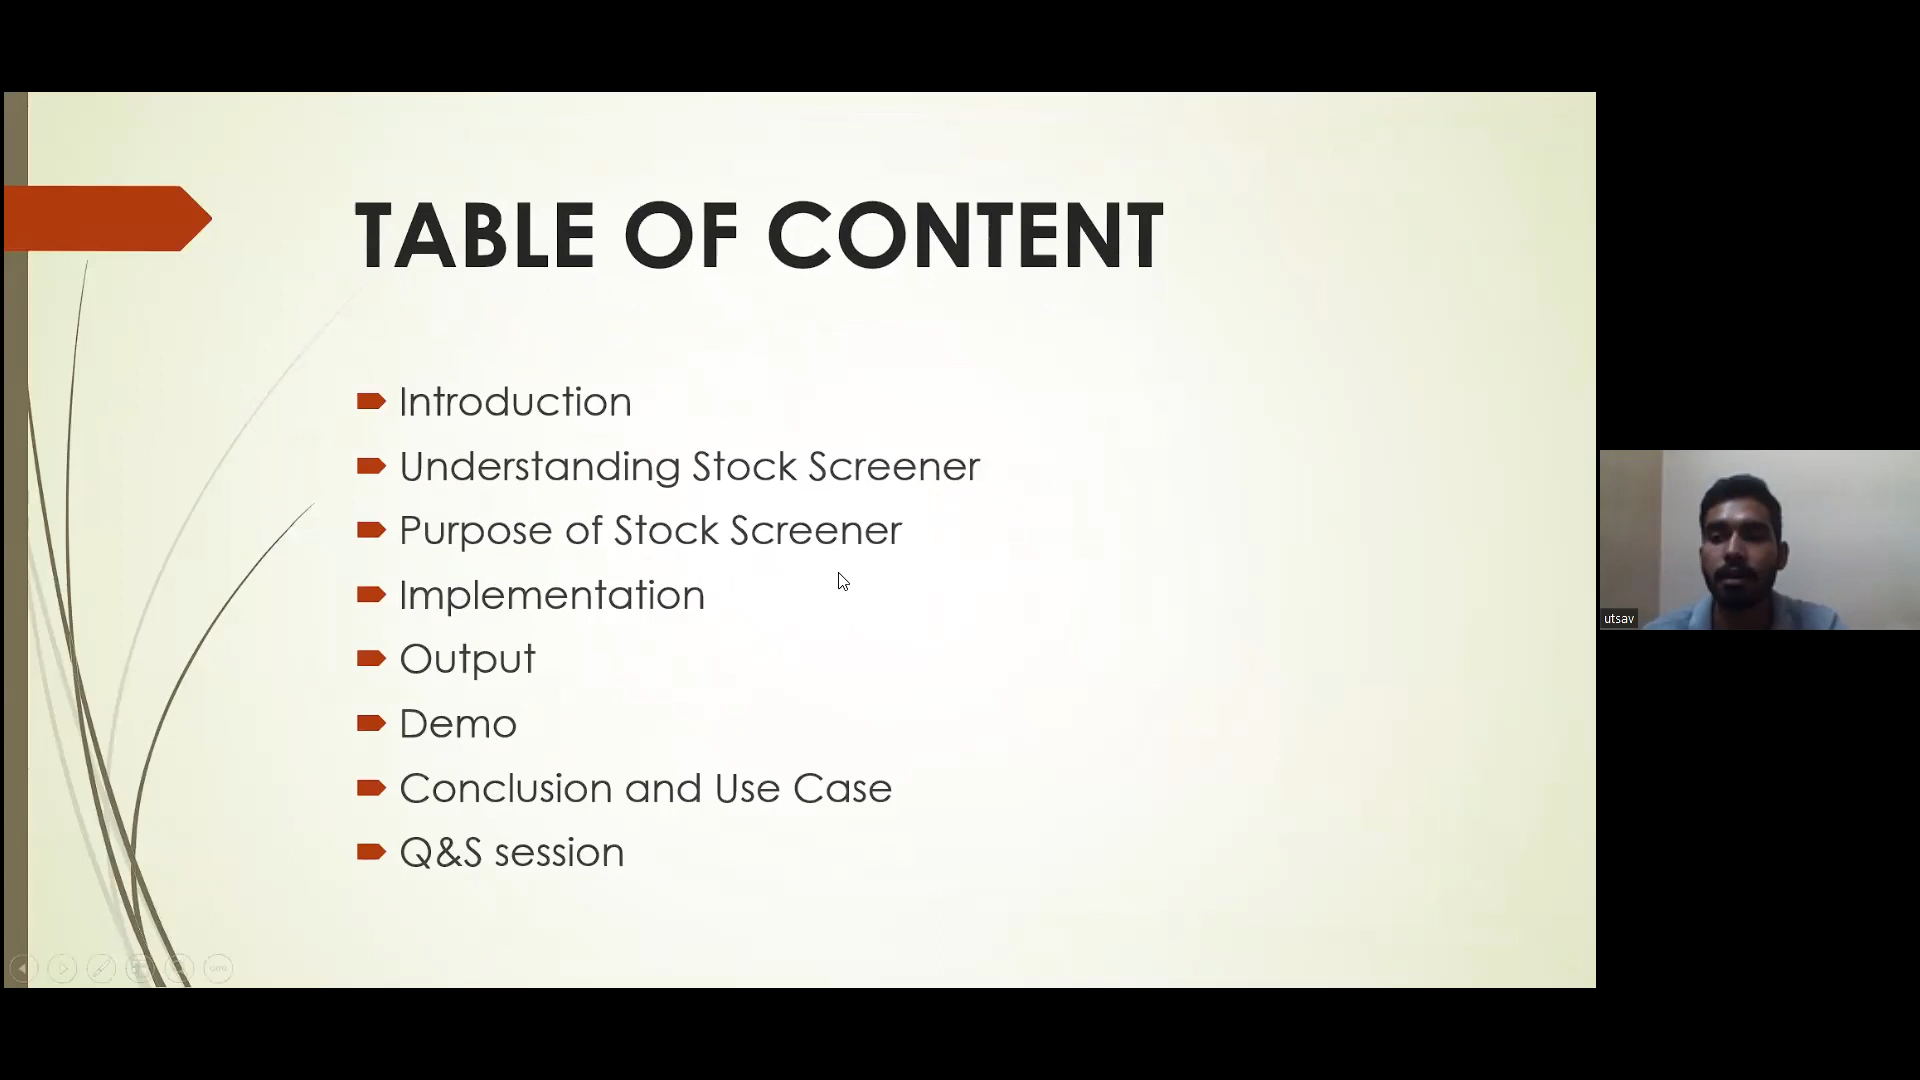 TABLE OF CONTENT
Introduction
Understanding Stock Screener
Purpose of Stock Screener
Implementation
Output
Demo
Conclusion and Use Case
Q&S session
utsav